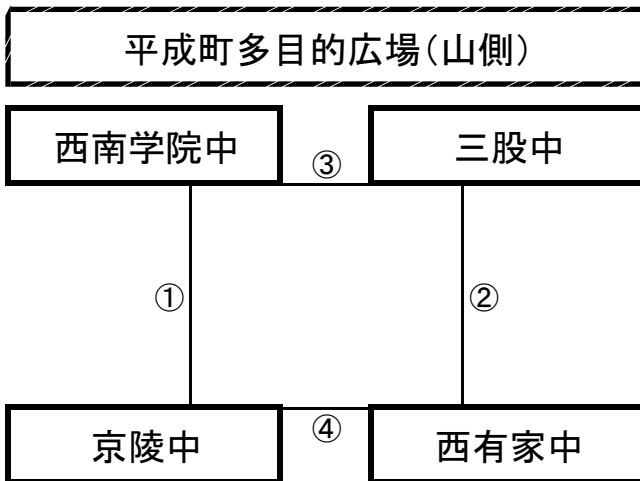 平成町多目的広場(山側)
西南学院中
三股中
③
①
②
京陵中
④
西有家中